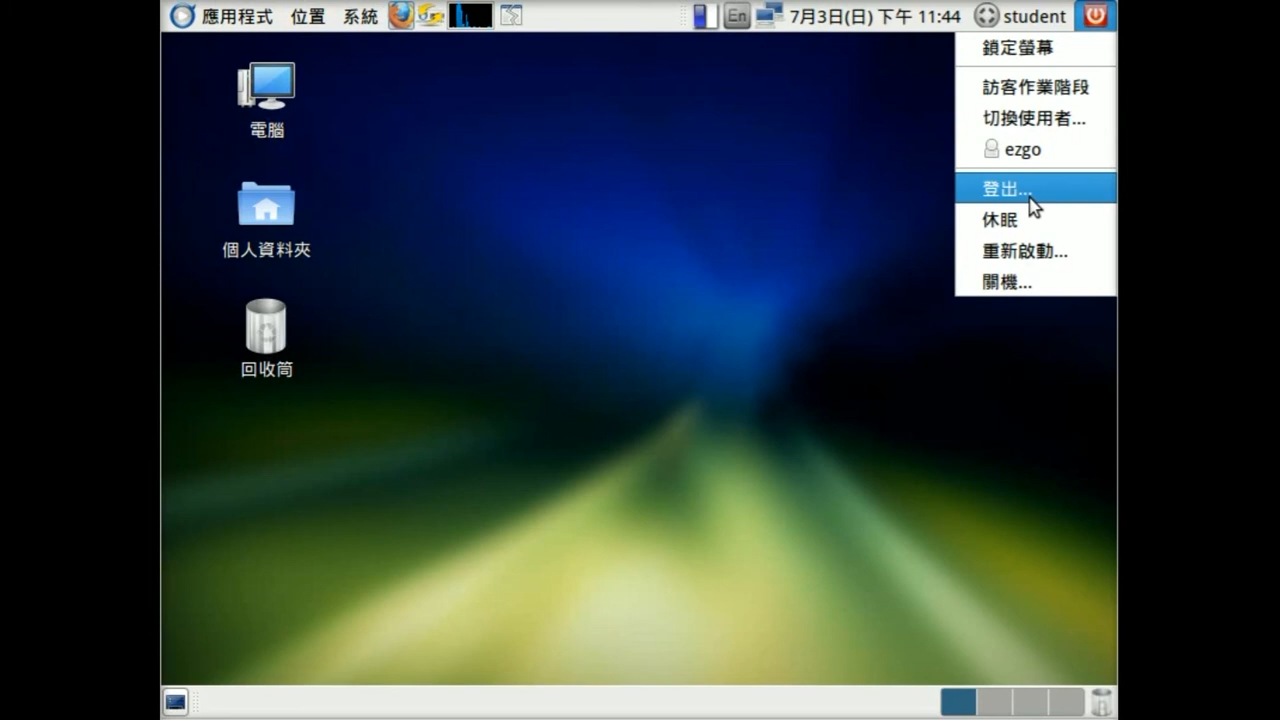 應用程式 位置 系統 En 7月3日(日) 下午 11:44 student
鎖定螢幕
訪客作業階段
切換使用者...
ezgo
登出...
休眠
重新啟動...
關機...
電腦
個人資料夾
回收筒